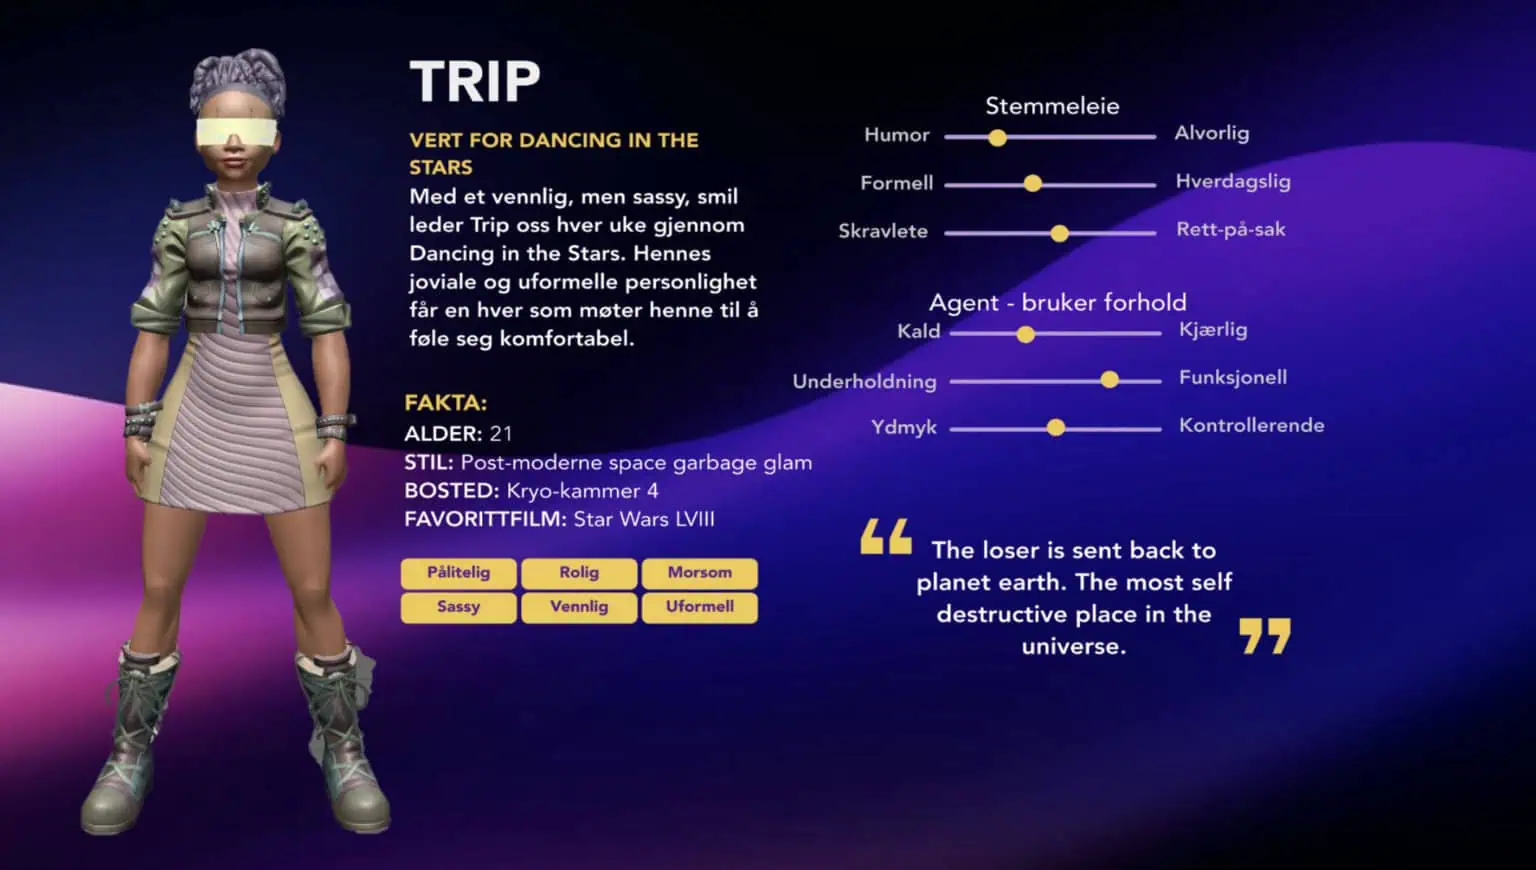 TRIP
VERT FOR DANCING IN THE
STARS
Med et vennlig, men sassy, smil
leder Trip oss hver uke gjennom
Dancing in the Stars. Hennes
joviale og uformelle personlighet
får en hver som møter henne til å
føle seg komfortabel.
FAKTA:
ALDER: 21
STIL: Post-moderne space garbage glam
BOSTED: Kryo-kammer 4
FAVORITTFILM: Star Wars LVIII
Pålitelig Rolig Morsom
Sassy Vennlig Uformell
Stemmeleie
Humor Alvorlig
Formell Hverdagslig
Skravlete Rett-på-sak
Agent - bruker forhold
Kald Kjærlig
Underholdning Funksjonell
Ydmyk Kontrollerende
“ The loser is sent back to
planet earth. The most self
destructive place in the
universe. ”